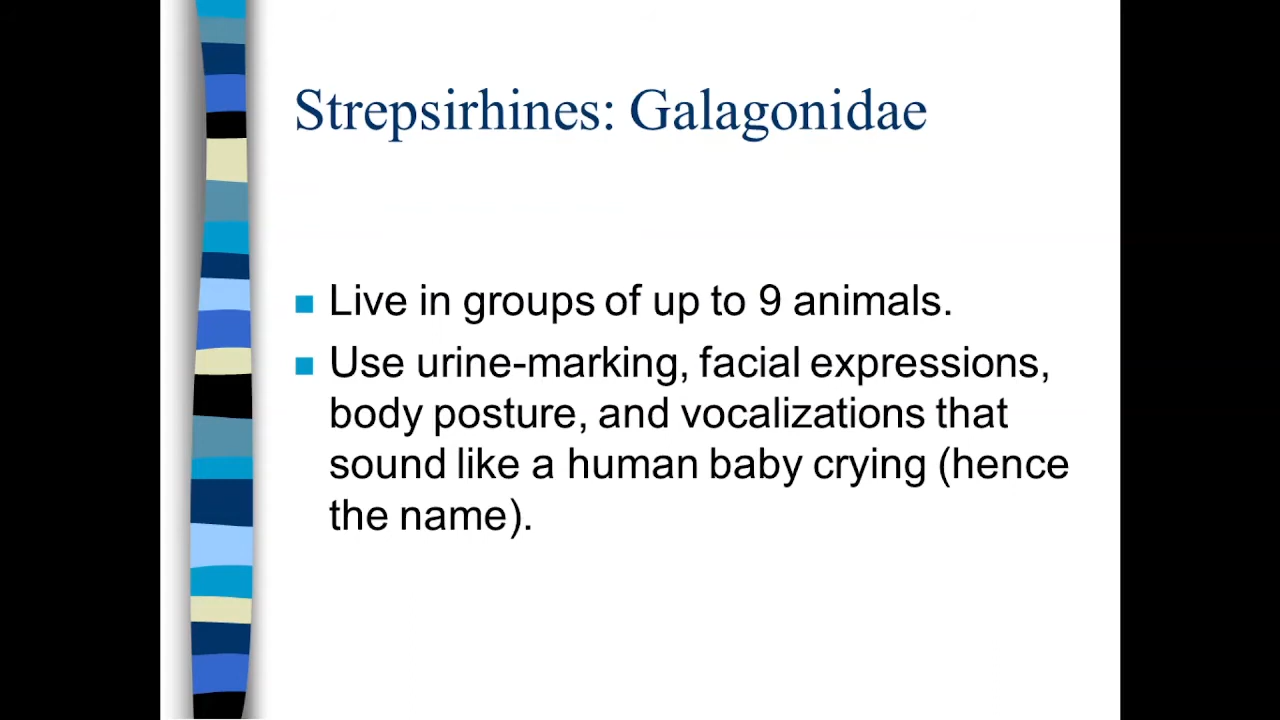 Strepsirhines: Galagonidae
Live in groups of up to 9 animals.
Use urine-marking, facial expressions,
body posture, and vocalizations that
sound like a human baby crying (hence
the name).